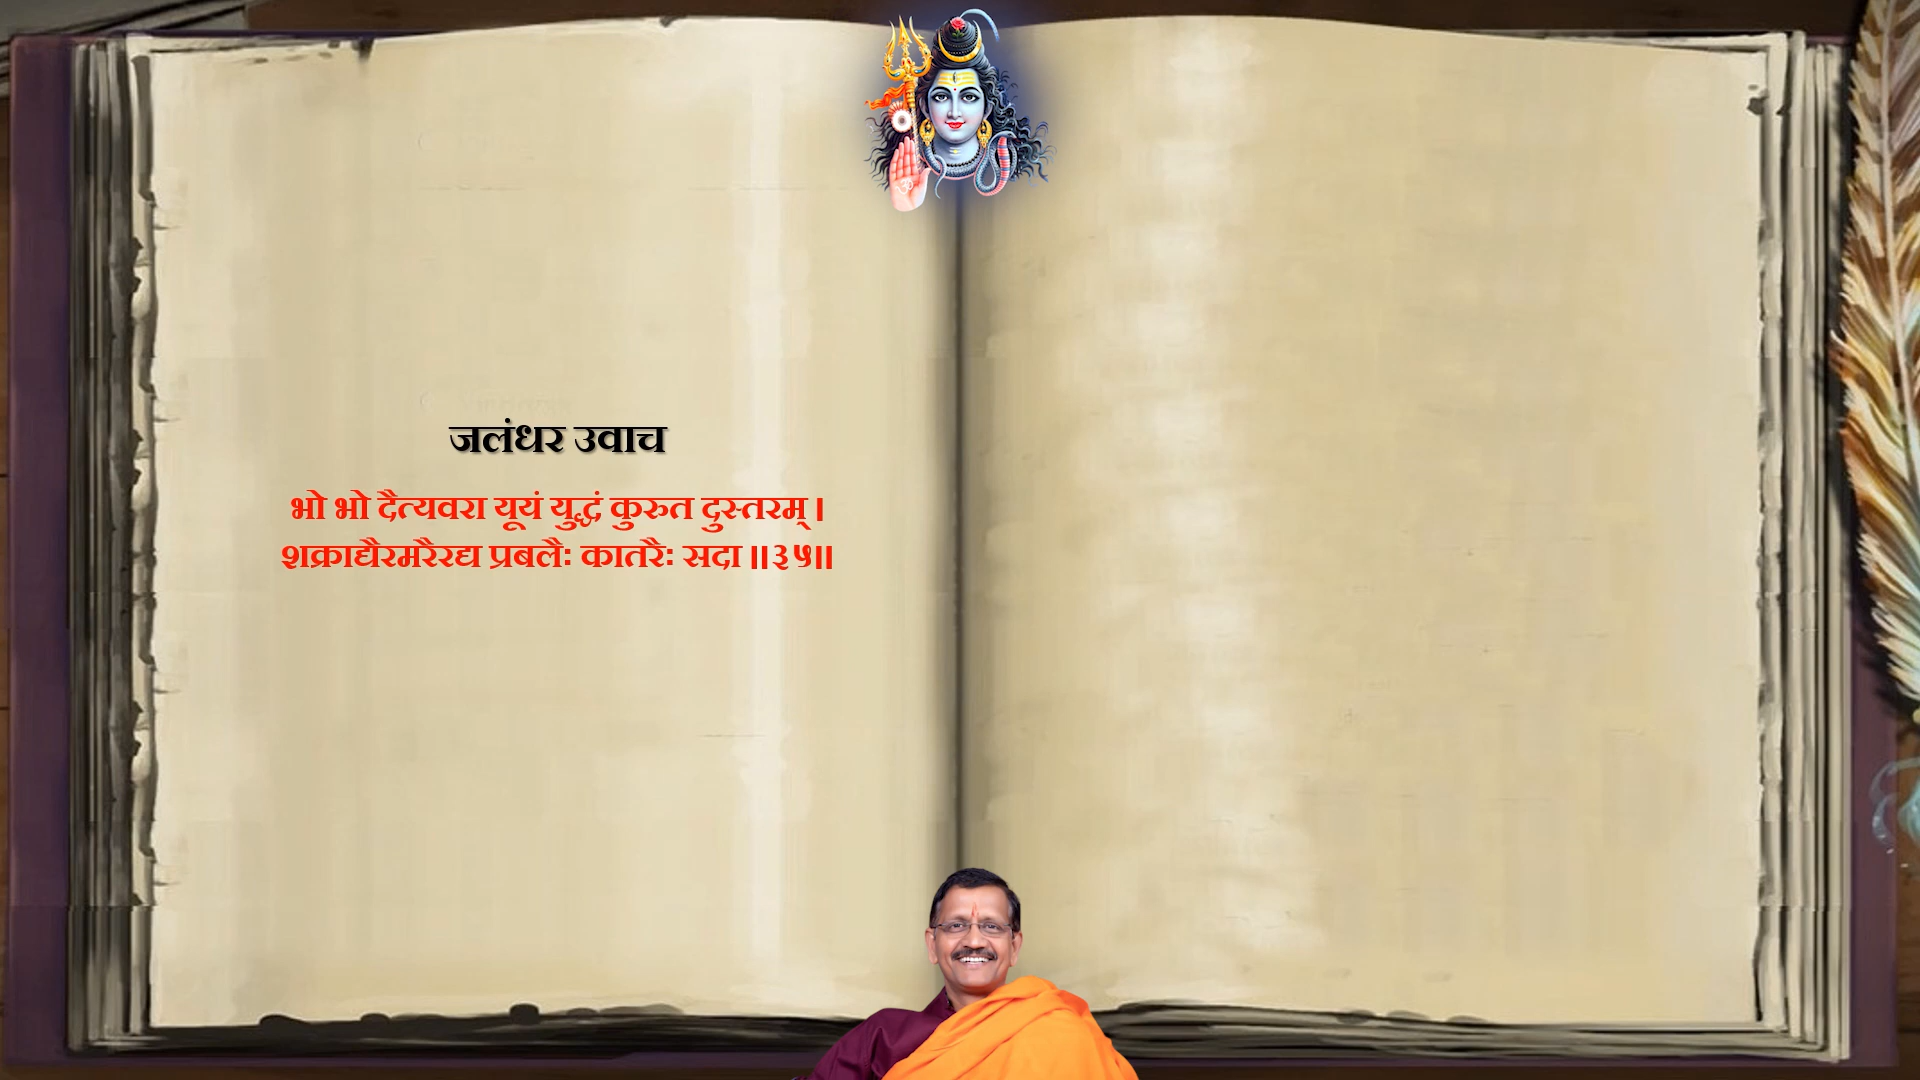 जलंधर उवाच
भो भो दैत्यवरा यूयं युद्धं कुरुत दुस्तरम् ।
शक्राद्यैरमरैरद्य प्रबलैः कातरैः सदा ॥३५॥